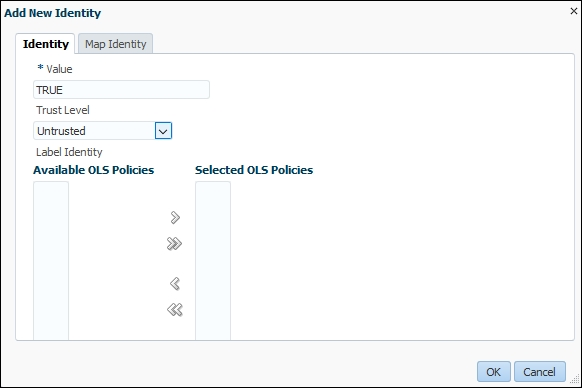 Add New Identity
Identity Map Identity
* Value
TRUE
Trust Level
Untrusted
Label Identity
Available OLS Policies Selected OLS Policies
OK Cancel